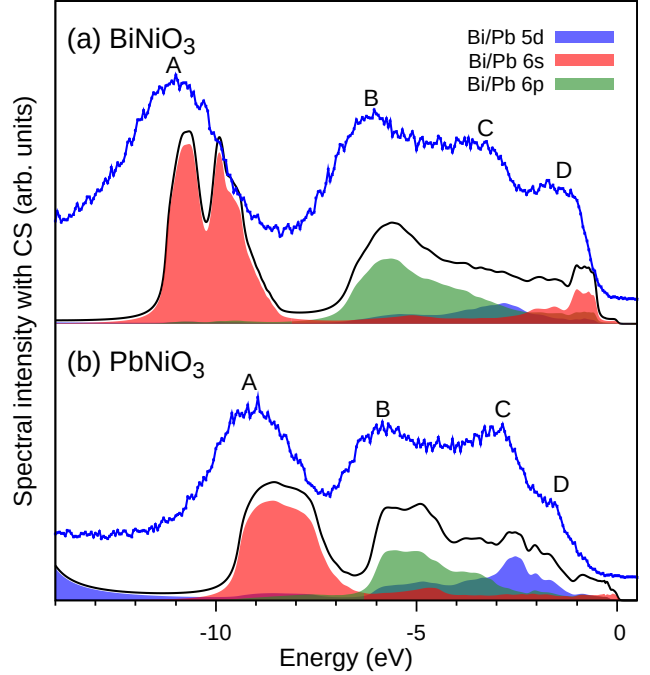 (a) BiNiO3
Bi/Pb 5d
Bi/Pb 6s
Bi/Pb 6p
A
B
C
D
Spectral intensity with CS (arb. units)
(b) PbNiO3
A
B
C
D
-10
-5
0
Energy (eV)